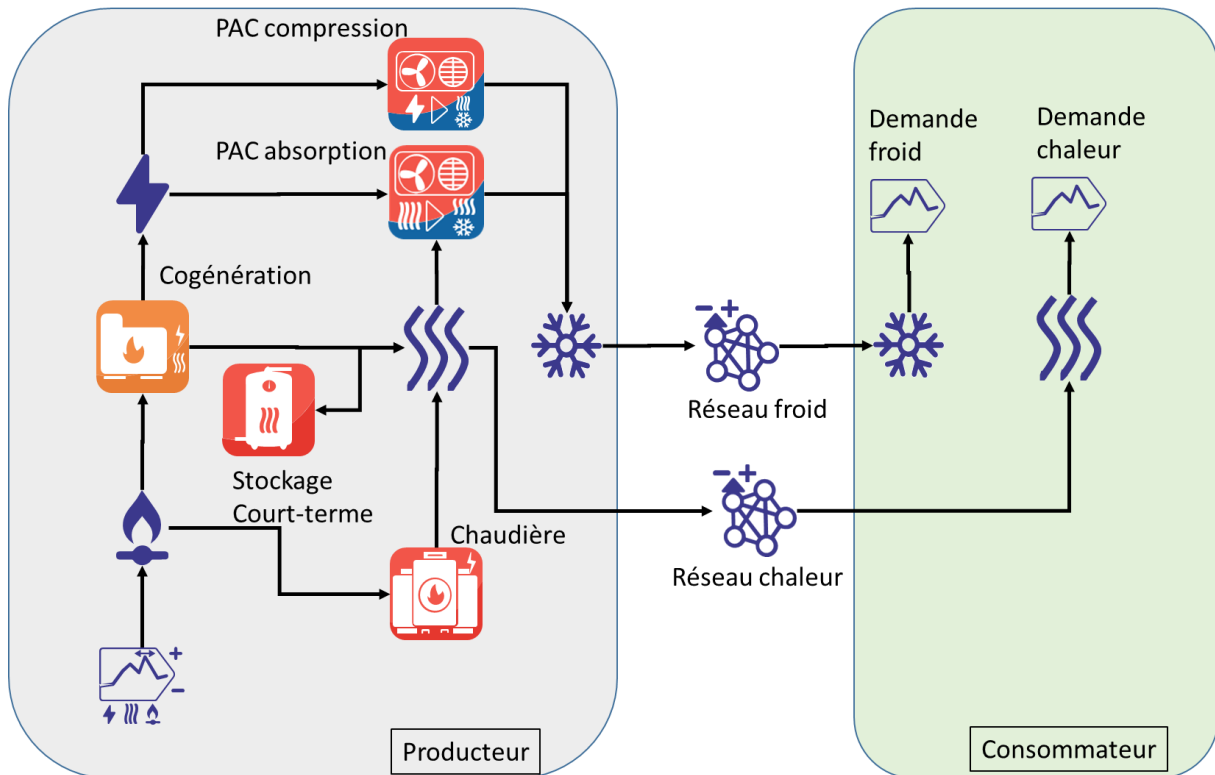 PAC compression
PAC absorption
Demande
froid
Demande
chaleur
Cogénération
Réseau froid
Stockage
Court-terme
Chaudière
Réseau chaleur
Producteur
Consommateur